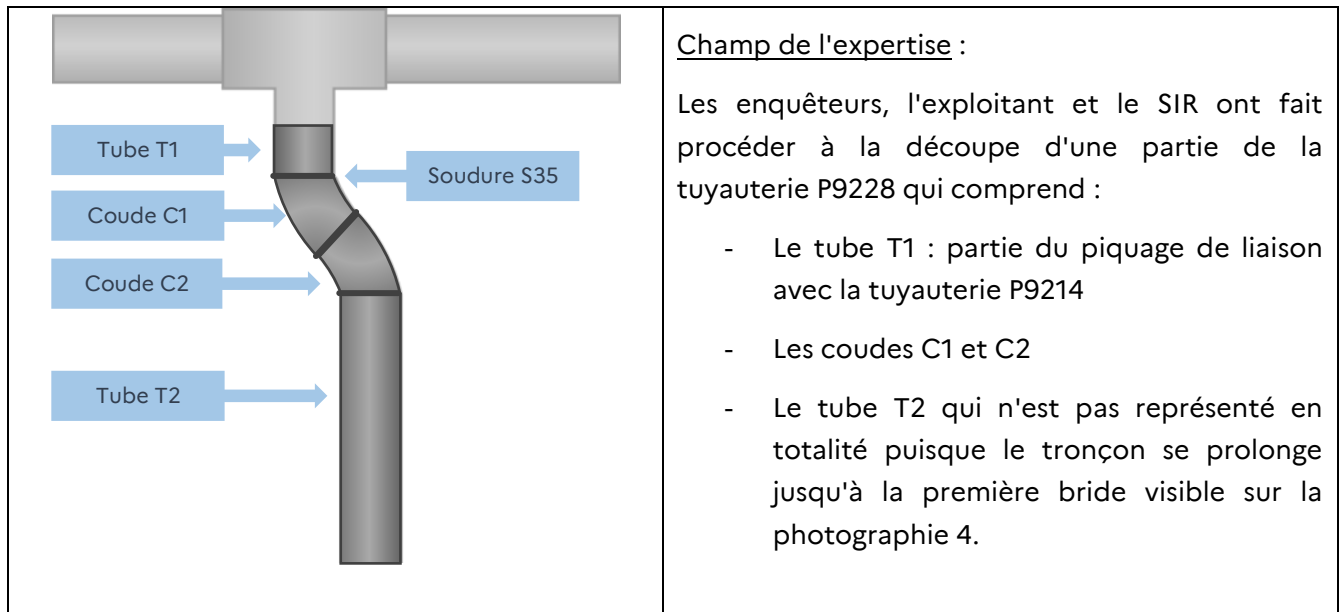 Tube T1
Soudure S35
Coude C1
Coude C2
Tube T2
Champ de l'expertise :
Les enquêteurs, l'exploitant et le SIR ont fait
procéder à la découpe d'une partie de la
tuyauterie P9228 qui comprend :
- Le tube T1 : partie du piquage de liaison
avec la tuyauterie P9214
- Les coudes C1 et C2
- Le tube T2 qui n'est pas représenté en
totalité puisque le tronçon se prolonge
jusqu'à la première bride visible sur la
photographie 4.